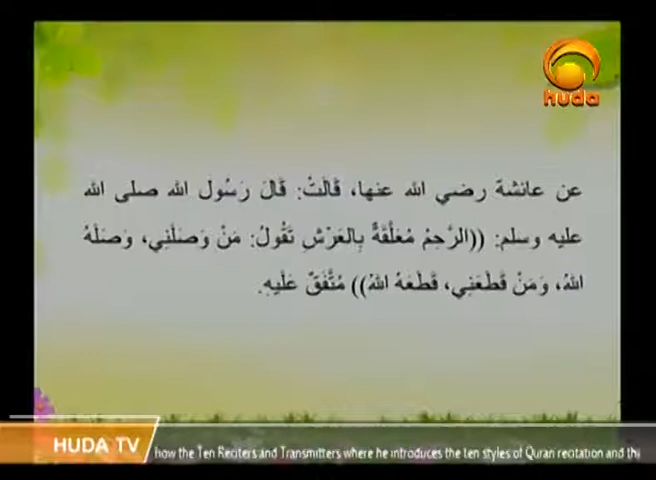 huda
عن عائشة رضي الله عنها، قَالَتْ: قَالَ رَسُولَ الله صلى الله
عليه وسلم: ((الرَّحِمُ مُعَلَّقَةٌ بِالعَرْشِ تَقُولُ: مَنْ وَصَلَنِي، وَصَلَهُ
اللهُ، وَمَنْ قَطَعَنِي، قَطَعَهُ اللهُ)) مُتَّفَقٌ عَلَيهِ.
HUDA TV
how the Ten Reciters and Transmitters where he introduces the ten styles of Quran recitation and thi